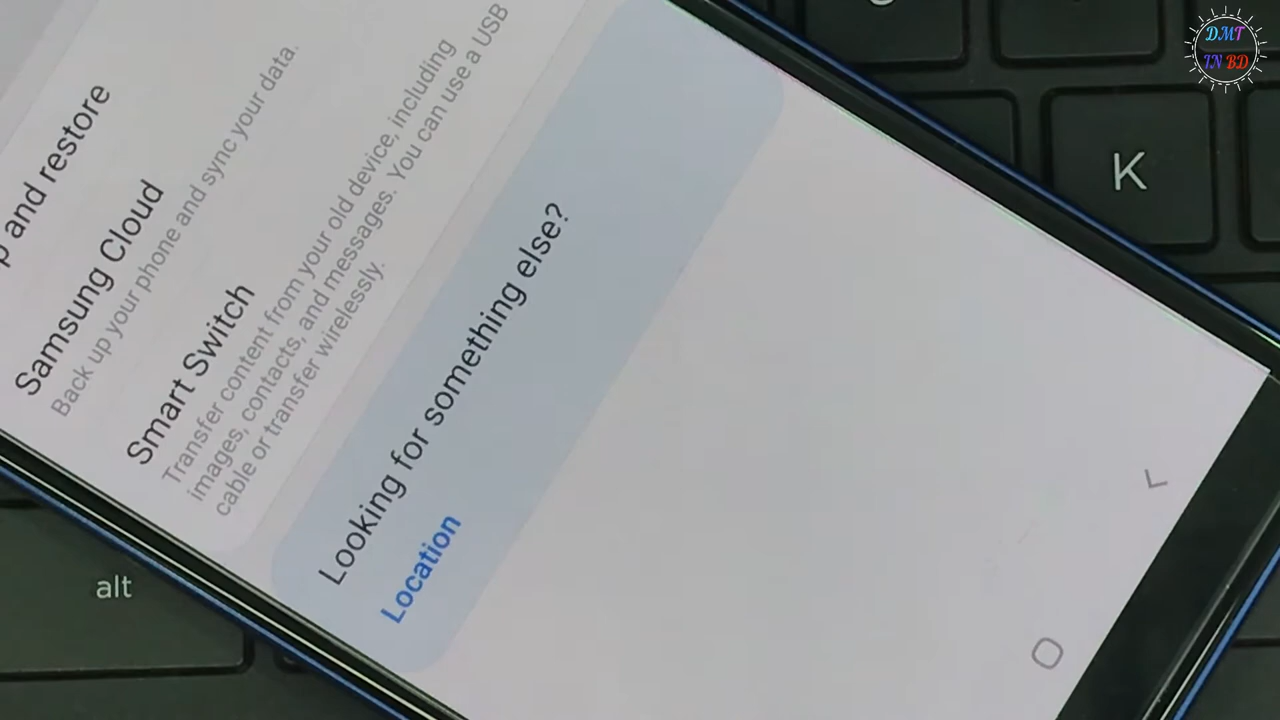 p and restore
Samsung Cloud
Back up your phone and sync your data.
Smart Switch
Transfer content from your old device, including
images, contacts, and messages. You can use a USB
cable or transfer wirelessly.
Looking for something else?
Location
K
alt
DMT
IN BD